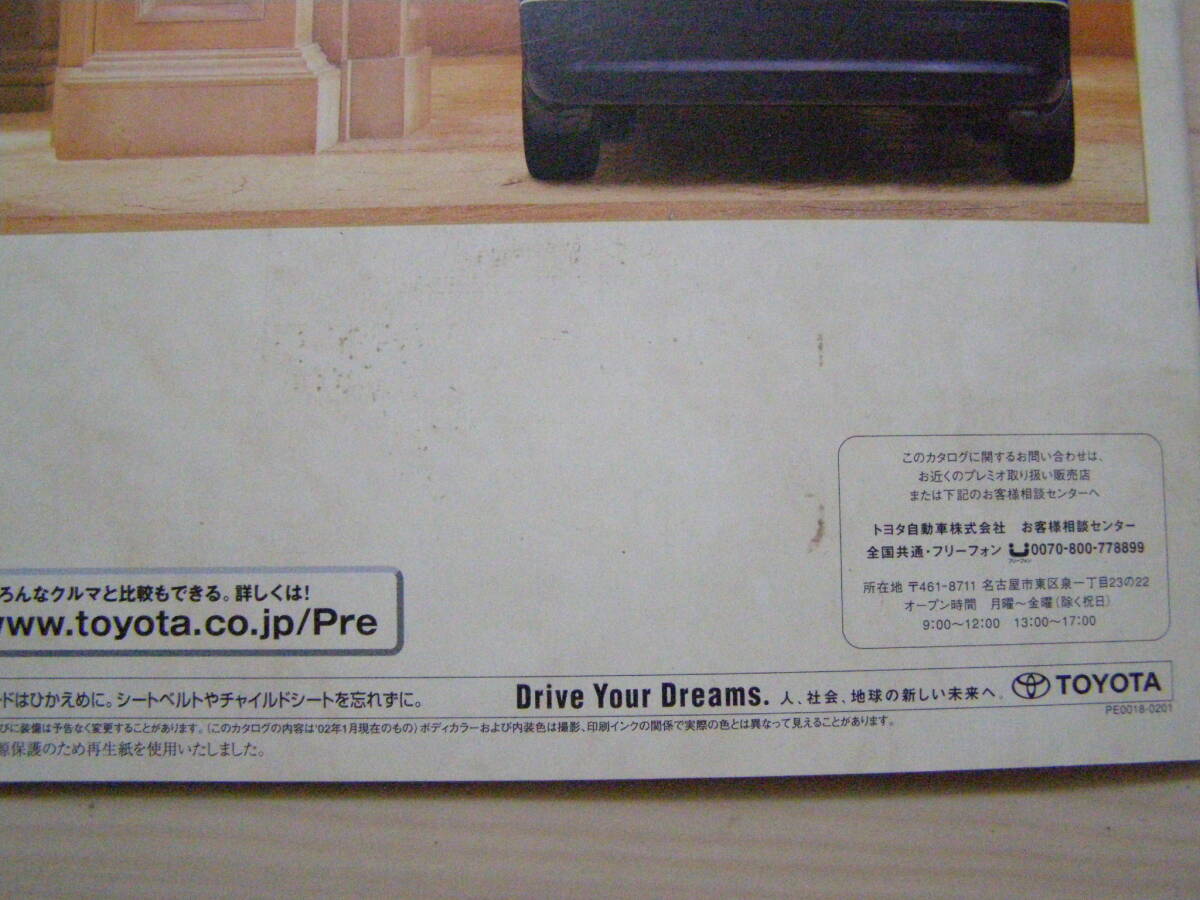 このカタログに関するお問い合わせは、
お近くのプレミオ取り扱い販売店
または下記のお客様相談センターへ
トヨタ自動車株式会社　お客様相談センター
全国共通・フリーフォン 0070-800-778899
フリーフォン
所在地 〒461-8711 名古屋市東区泉一丁目23の22
オープン時間　月曜～金曜（除く祝日）
9:00～12:00　13:00～17:00
ろんなクルマと比較もできる。詳しくは!
www.toyota.co.jp/Pre
ードはひかえめに。シートベルトやチャイルドシートを忘れずに。
Drive Your Dreams. 人、社会、地球の新しい未来へ。 TOYOTA
PE0018-0201
びに装備は予告なく変更することがあります。（このカタログの内容は'02年1月現在のもの）ボディカラーおよび内装色は撮影、印刷インクの関係で実際の色とは異なって見えることがあります。
源保護のため再生紙を使用いたしました。